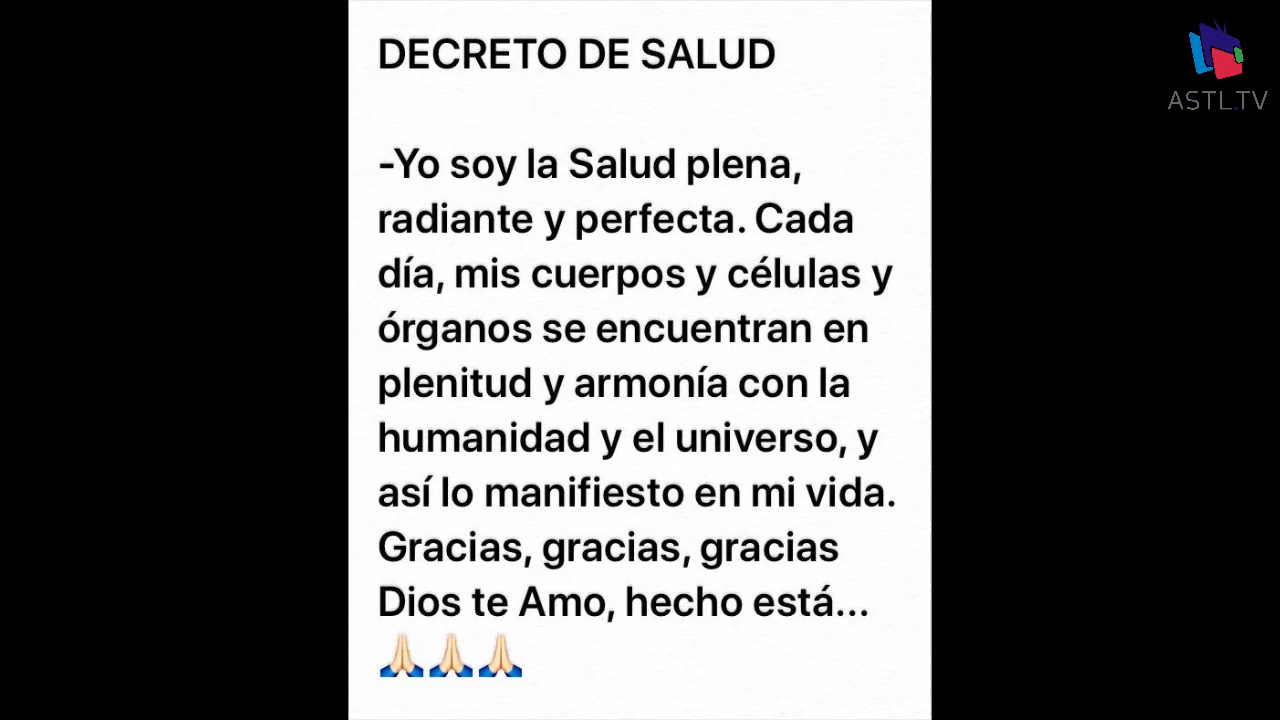 DECRETO DE SALUD
-Yo soy la Salud plena,
radiante y perfecta. Cada
día, mis cuerpos y células y
órganos se encuentran en
plenitud y armonía con la
humanidad y el universo, y
así lo manifiesto en mi vida.
Gracias, gracias, gracias
Dios te Amo, hecho está...
🙏🏻🙏🏻🙏🏻
ASTL.TV